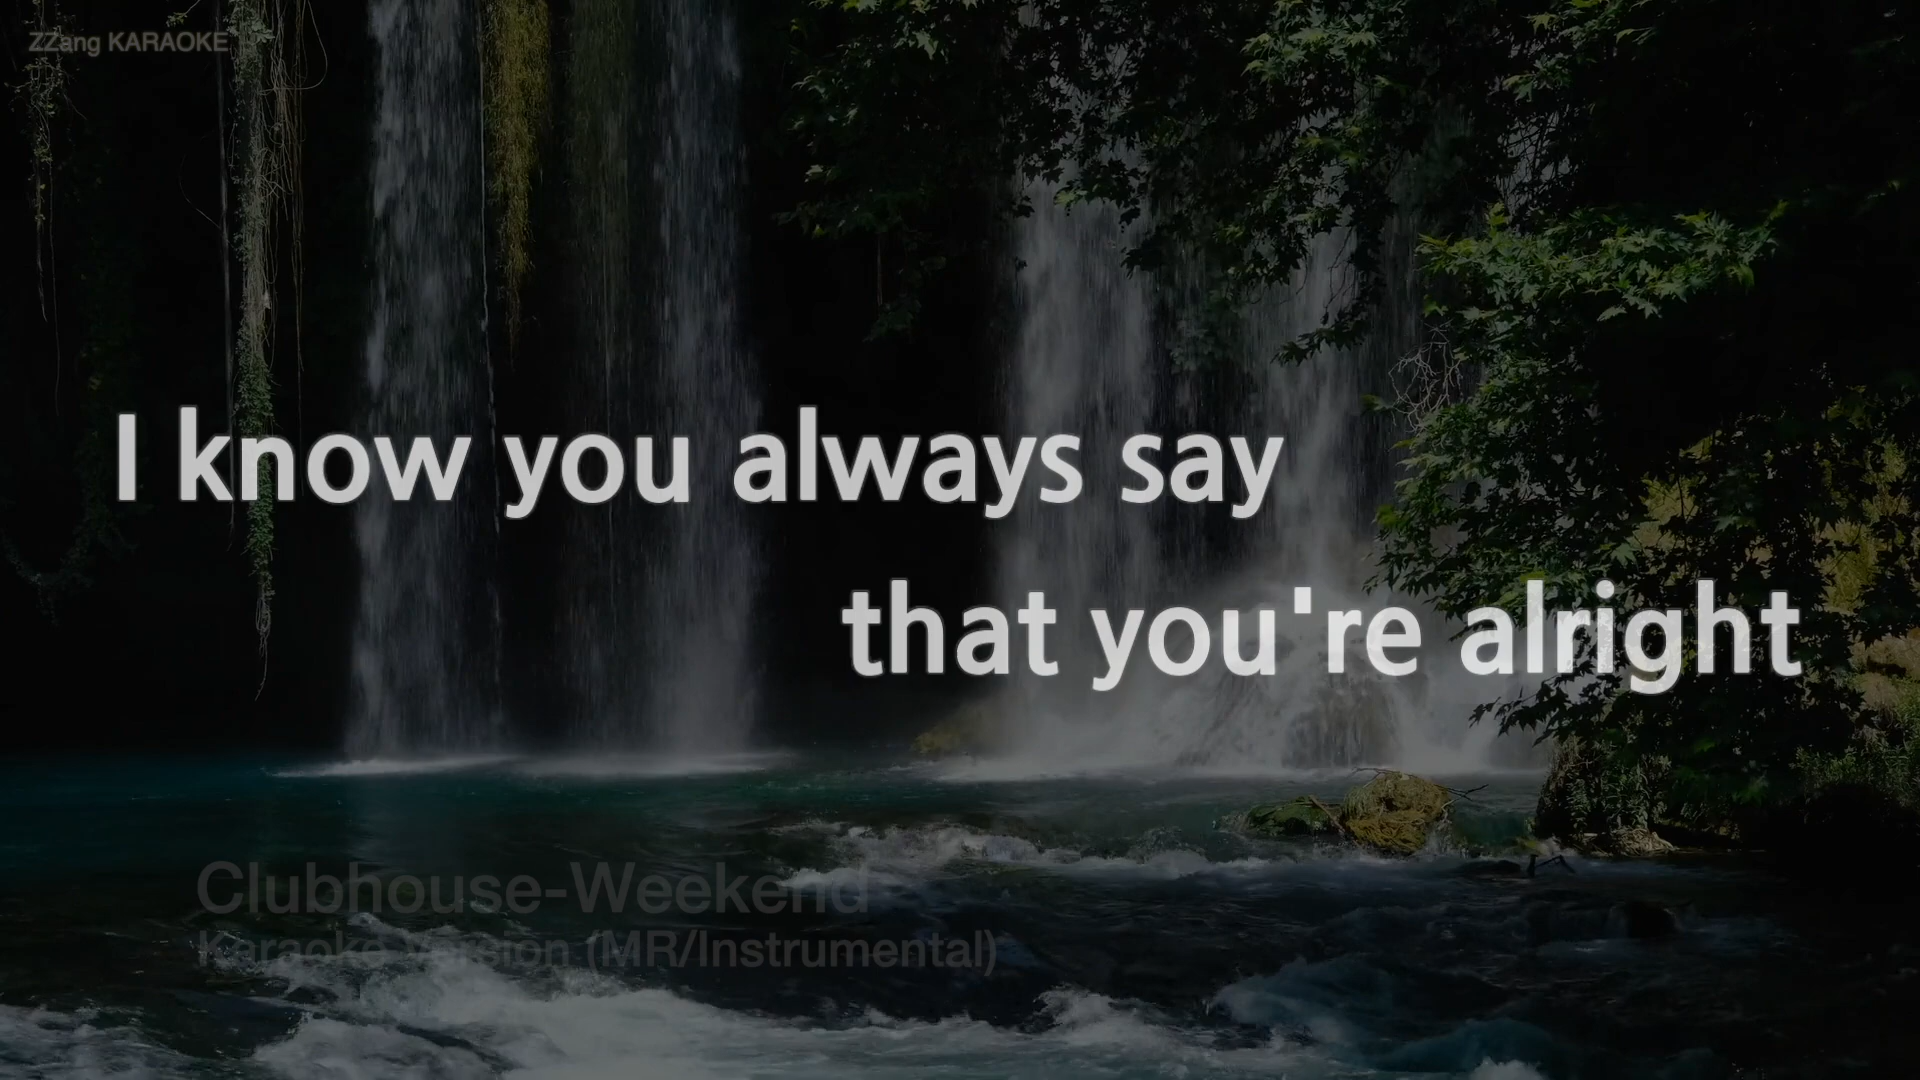 ZZang KARAOKE
I know you always say
that you're alright
Clubhouse-Weekend
Karaoke Version (MR/Instrumental)